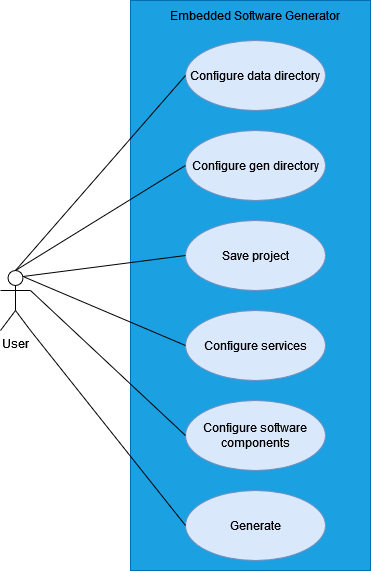 Embedded Software Generator
Configure data directory
Configure gen directory
Save project
User
Configure services
Configure software
components
Generate